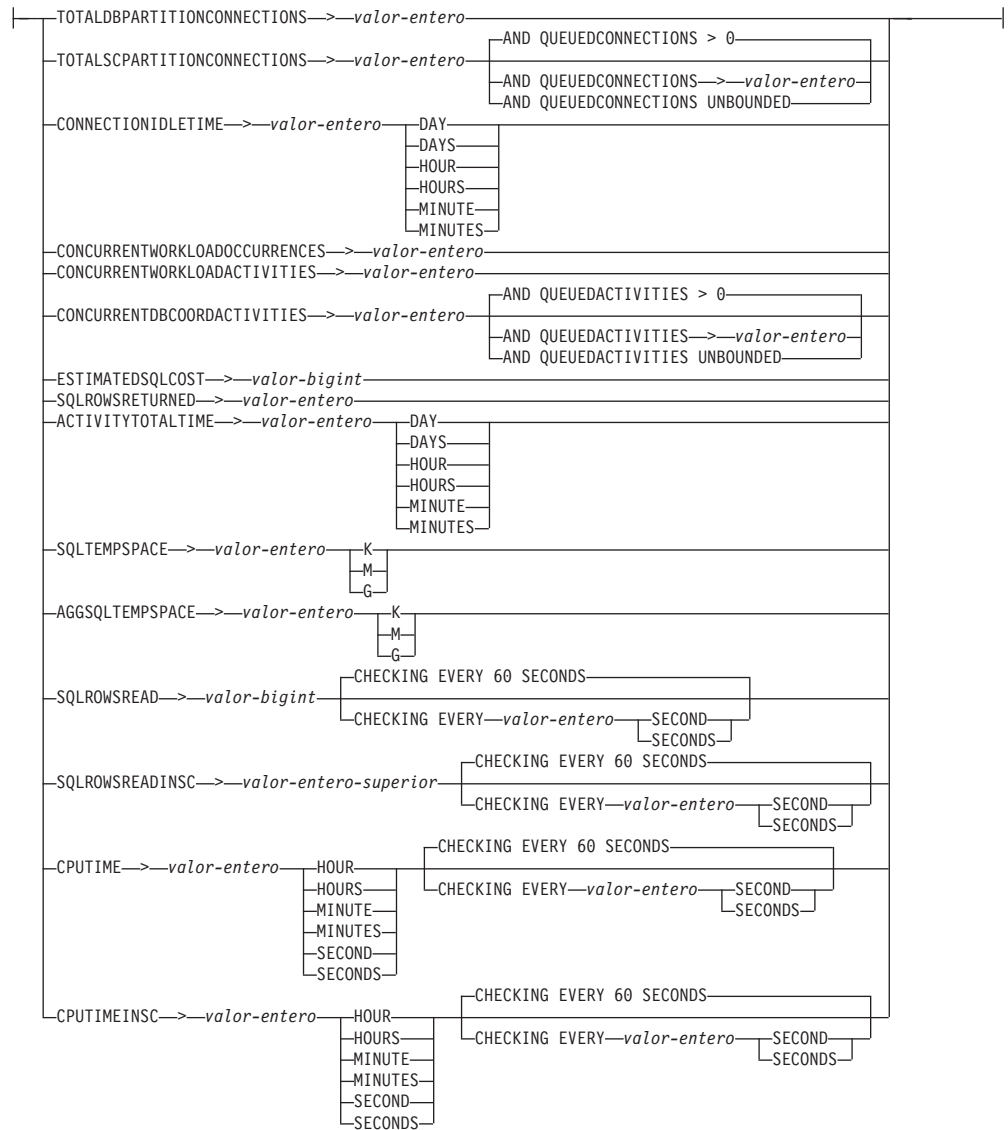 TOTALDBPARTITIONCONNECTIONS > valor-entero
AND QUEUEDCONNECTIONS > 0
TOTALSCPARTITIONCONNECTIONS > valor-entero
AND QUEUEDCONNECTIONS > valor-entero
AND QUEUEDCONNECTIONS UNBOUNDED
CONNECTIONIDLETIME > valor-entero DAY
DAYS
HOUR
HOURS
MINUTE
MINUTES
CONCURRENTWORKLOADOCCURRENCES > valor-entero
CONCURRENTWORKLOADACTIVITIES > valor-entero
AND QUEUEDACTIVITIES > 0
CONCURRENTDBCOORDACTIVITIES > valor-entero
AND QUEUEDACTIVITIES > valor-entero
AND QUEUEDACTIVITIES UNBOUNDED
ESTIMATEDSQLCOST > valor-bigint
SQLROWSRETURNED > valor-entero
ACTIVITYTOTALTIME > valor-entero DAY
DAYS
HOUR
HOURS
MINUTE
MINUTES
SQLTEMPSPACE > valor-entero K
M
G
AGGSQLTEMPSPACE > valor-entero K
M
G
CHECKING EVERY 60 SECONDS
SQLROWSREAD > valor-bigint
CHECKING EVERY valor-entero SECOND
SECONDS
CHECKING EVERY 60 SECONDS
SQLROWSREADINSC > valor-entero-superior
CHECKING EVERY valor-entero SECOND
SECONDS
CHECKING EVERY 60 SECONDS
CPUTIME > valor-entero HOUR
HOURS
CHECKING EVERY valor-entero SECOND
MINUTE
SECONDS
MINUTES
SECOND
SECONDS
CHECKING EVERY 60 SECONDS
CPUTIMEINSC > valor-entero HOUR
HOURS
CHECKING EVERY valor-entero SECOND
MINUTE
SECONDS
MINUTES
SECOND
SECONDS